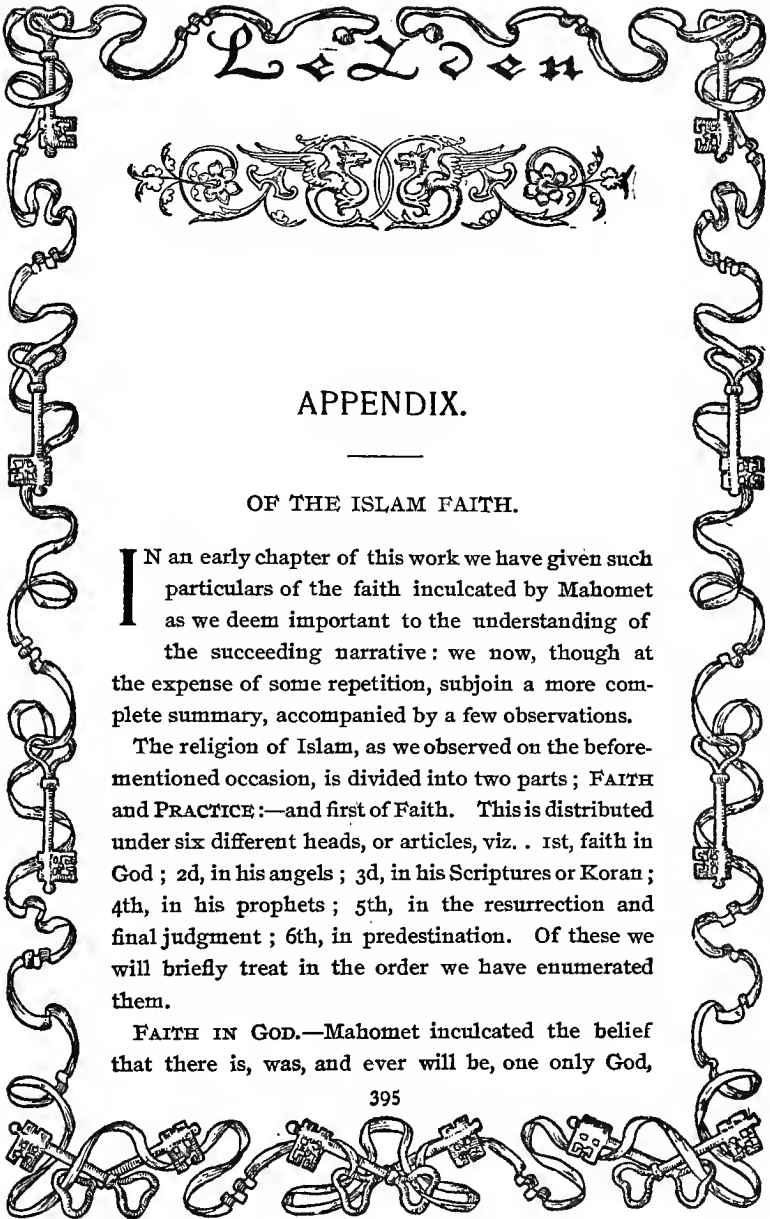 Leyden
APPENDIX.
OF THE ISLAM FAITH.
IN an early chapter of this work we have given such
particulars of the faith inculcated by Mahomet
as we deem important to the understanding of
the succeeding narrative: we now, though at
the expense of some repetition, subjoin a more com-
plete summary, accompanied by a few observations.
The religion of Islam, as we observed on the before-
mentioned occasion, is divided into two parts; FAITH
and PRACTICE:—and first of Faith. This is distributed
under six different heads, or articles, viz. . 1st, faith in
God; 2d, in his angels; 3d, in his Scriptures or Koran;
4th, in his prophets; 5th, in the resurrection and
final judgment; 6th, in predestination. Of these we
will briefly treat in the order we have enumerated
them.
FAITH IN GOD.—Mahomet inculcated the belief
that there is, was, and ever will be, one only God,
395